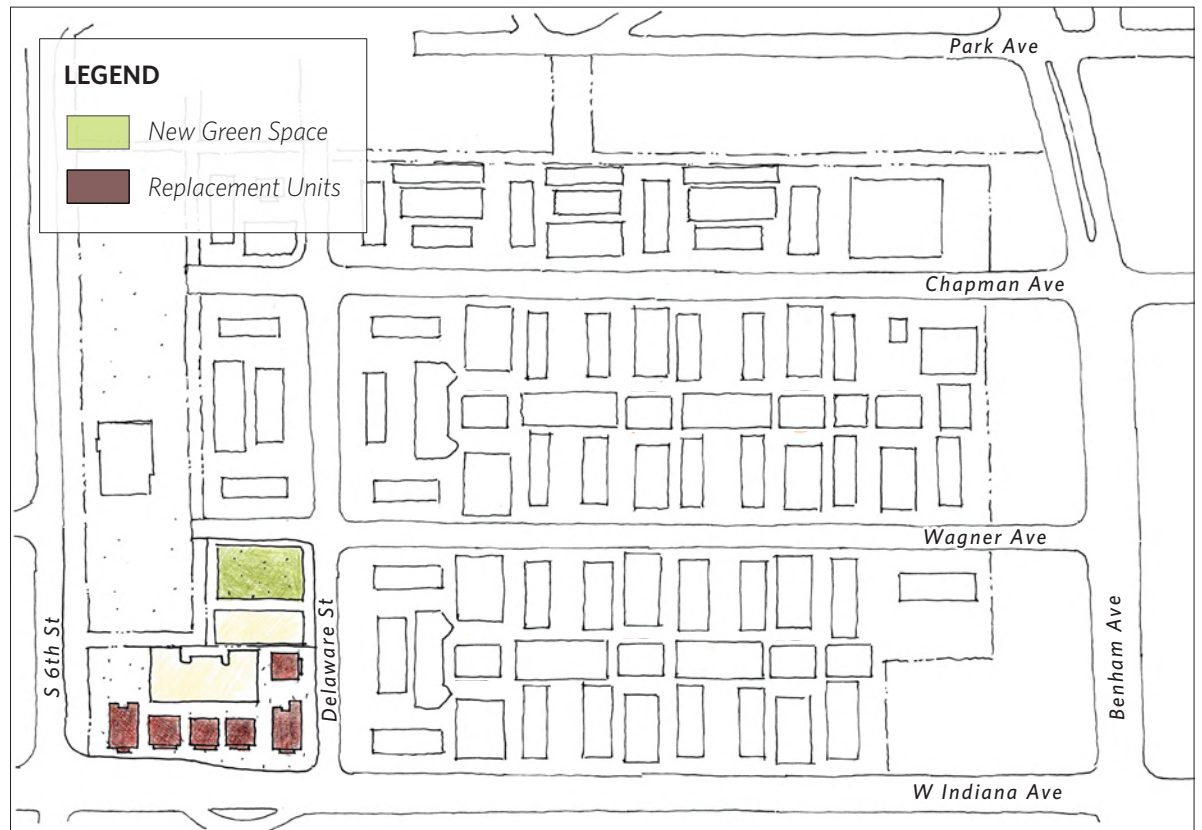 Park Ave
LEGEND
New Green Space
Replacement Units
Chapman Ave
Wagner Ave
S 6th St
Delaware St
Benham Ave
W Indiana Ave